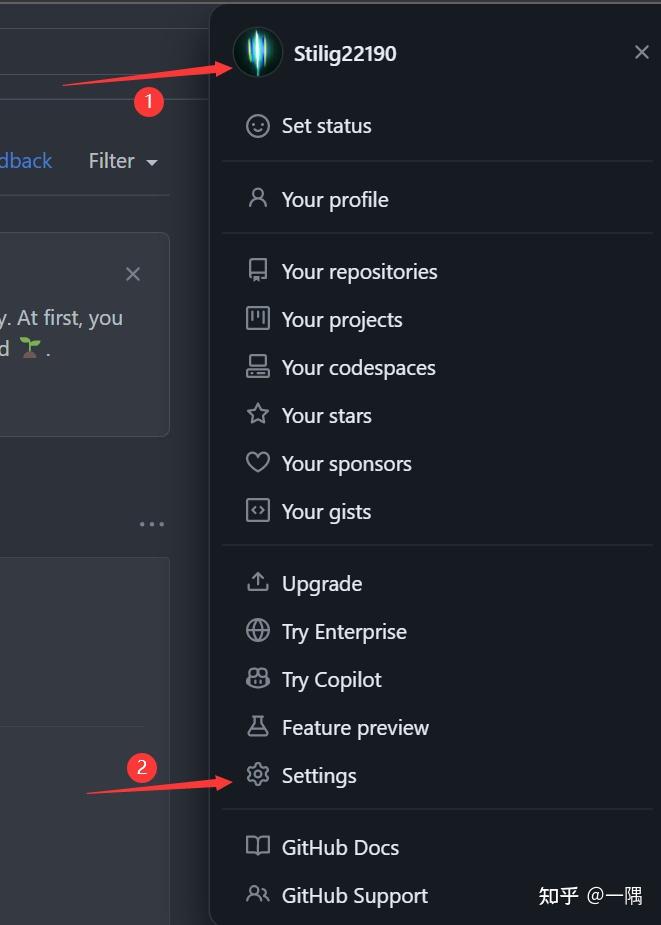 Stilig22190
1
Set status
dback
Filter
Your profile
Your repositories
y. At first, you
Your projects
d 🌱 .
Your codespaces
Your stars
Your sponsors
Your gists
Upgrade
Try Enterprise
Try Copilot
Feature preview
2
Settings
GitHub Docs
GitHub Support
知乎 @一隅